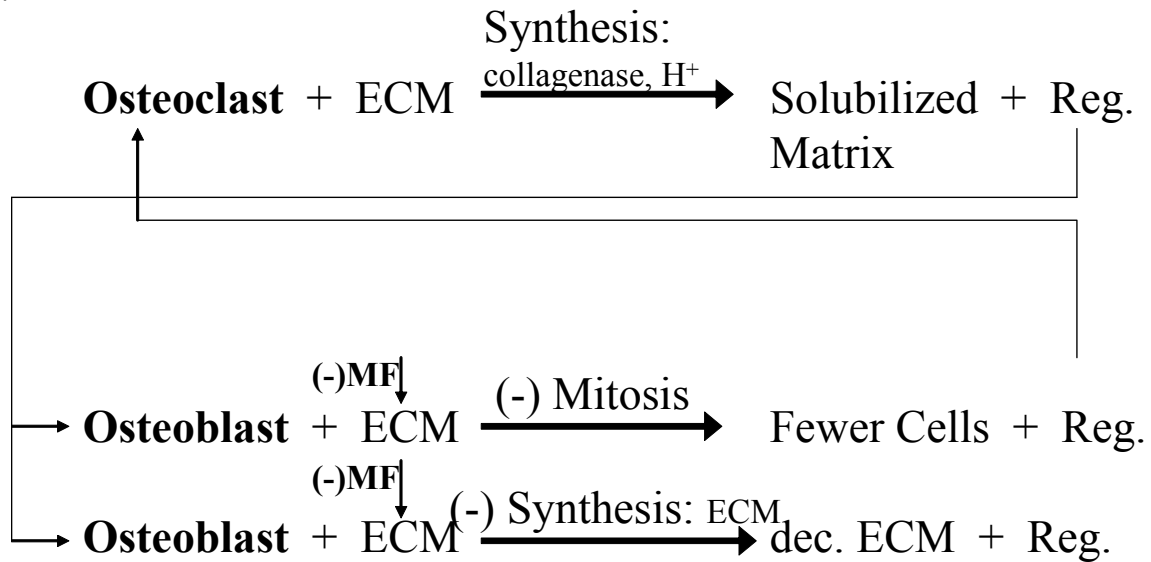 Synthesis:
collagenase, H⁺
Osteoclast + ECM Solubilized + Reg.
Matrix
(-)MF
(-) Mitosis
Osteoblast + ECM Fewer Cells + Reg.
(-)MF
(-) Synthesis: ECM
Osteoblast + ECM dec. ECM + Reg.